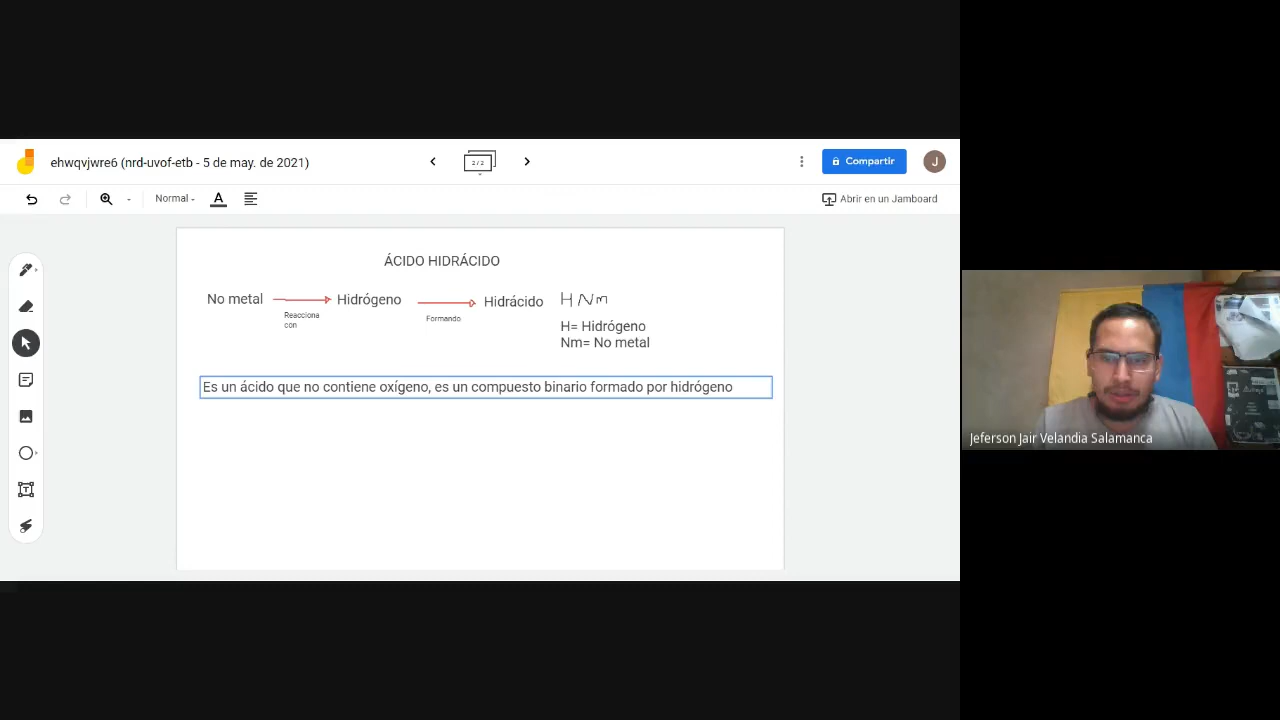 ehwqvjwre6 (nrd-uvof-etb - 5 de may. de 2021)
2 / 2
Compartir
J
Normal
A
Abrir en un Jamboard
ÁCIDO HIDRÁCIDO
No metal Hidrógeno Hidrácido H Nm
Reacciona
con
Formando
H= Hidrógeno
Nm= No metal
Es un ácido que no contiene oxígeno, es un compuesto binario formado por hidrógeno
T
Jeferson Jair Velandia Salamanca